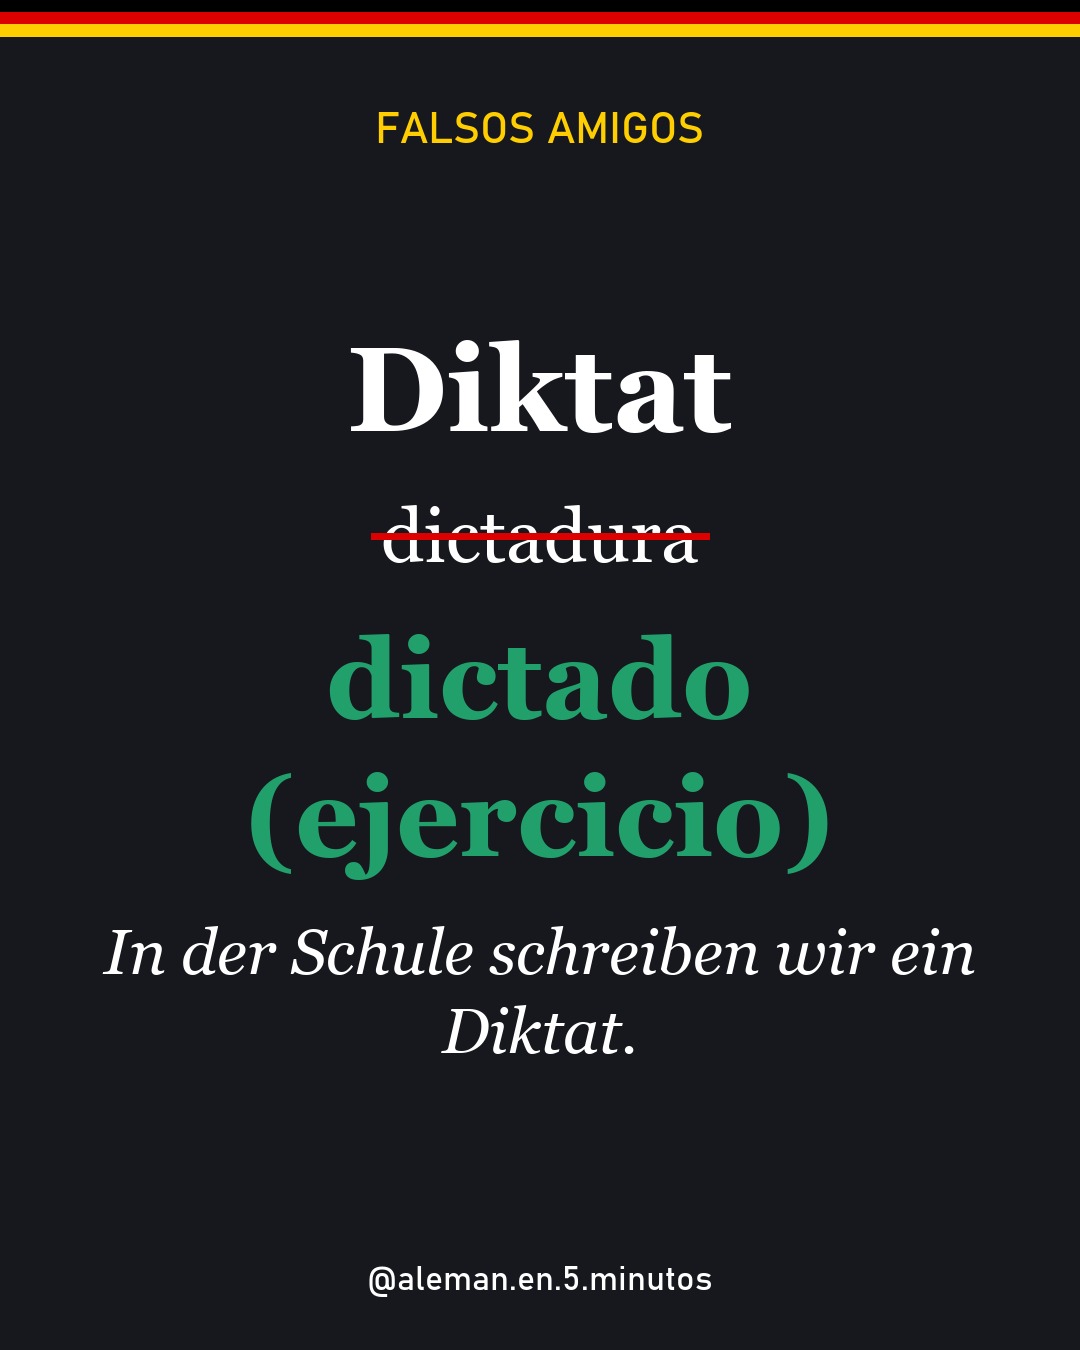 FALSOS AMIGOS
Diktat
dictadura
dictado
(ejercicio)
In der Schule schreiben wir ein
Diktat.
@aleman.en.5.minutos